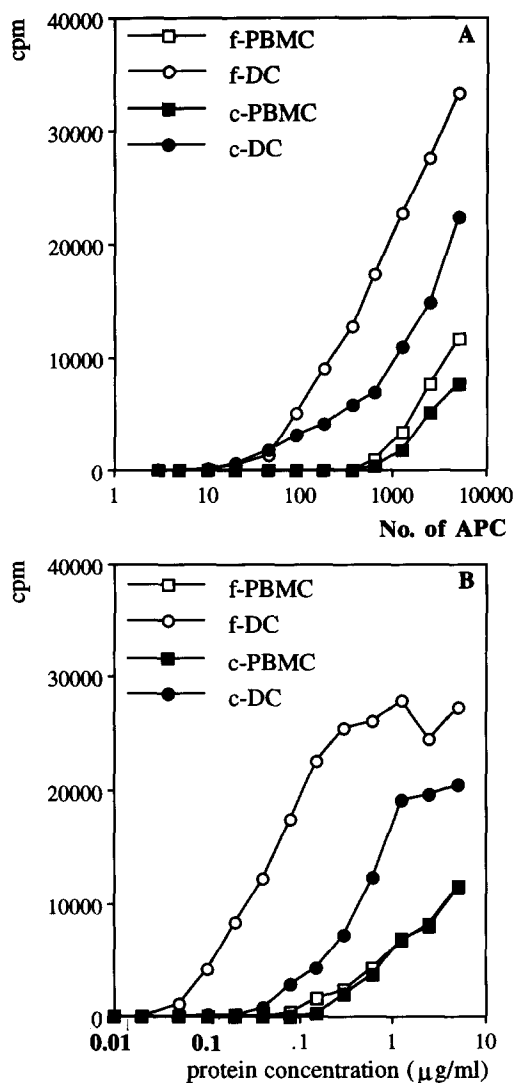 cpm
40000
30000
20000
10000
0
f-PBMC
f-DC
c-PBMC
c-DC
A
1 10 100 1000 10000
No. of APC
cpm
40000
30000
20000
10000
0
f-PBMC
f-DC
c-PBMC
c-DC
B
0.01 0.1 .1 1 10
protein concentration (μg/ml)